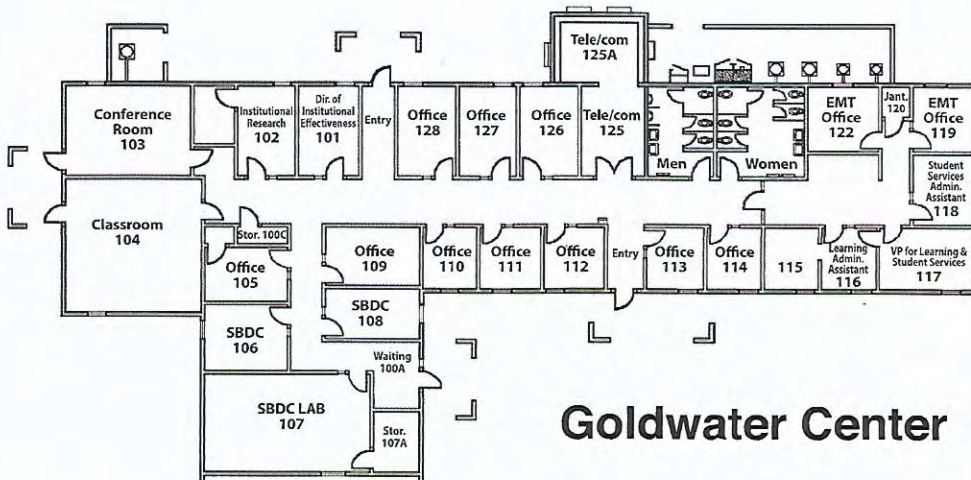 Tele/com
125A
Conference
Room
103
Institutional
Research
102
Dir. of
Institutional
Effectiveness
101
Entry
Office
128
Office
127
Office
126
Tele/com
125
Men
Women
EMT
Office
122
Jant.
120
EMT
Office
119
Student
Services
Admin.
Assistant
118
Classroom
104
Stor. 100C
Office
105
Office
109
Office
110
Office
111
Office
112
Entry
Office
113
Office
114
115
Learning
Admin.
Assistant
116
VP for Learning &
Student Services
117
SBDC
106
SBDC
108
Waiting
100A
SBDC LAB
107
Stor.
107A
Goldwater Center